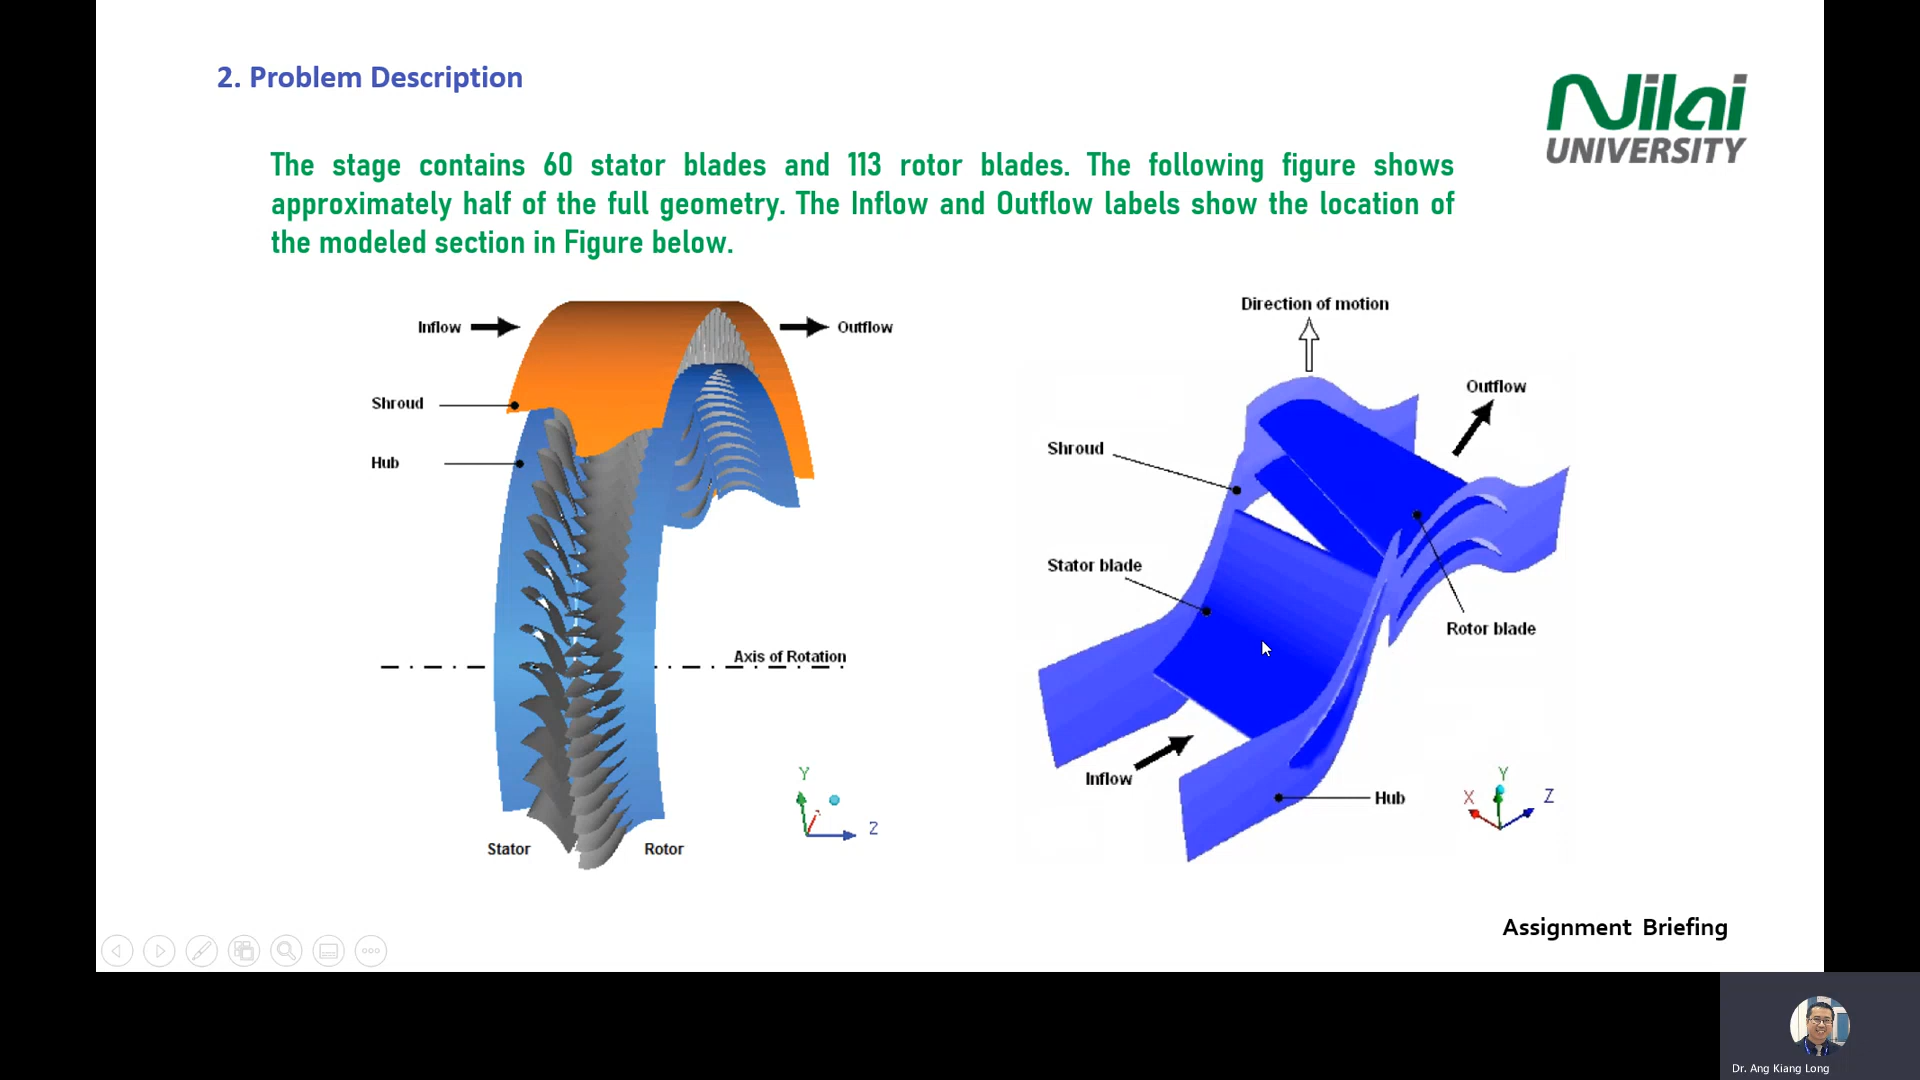 2. Problem Description
Nilai
UNIVERSITY
The stage contains 60 stator blades and 113 rotor blades. The following figure shows
approximately half of the full geometry. The Inflow and Outflow labels show the location of
the modeled section in Figure below.
Inflow
Outflow
Shroud
Hub
Axis of Rotation
Y
Z
Stator
Rotor
Direction of motion
Outflow
Shroud
Stator blade
Rotor blade
Inflow
Hub
Y
X
Z
Assignment Briefing
Dr. Ang Kiang Long